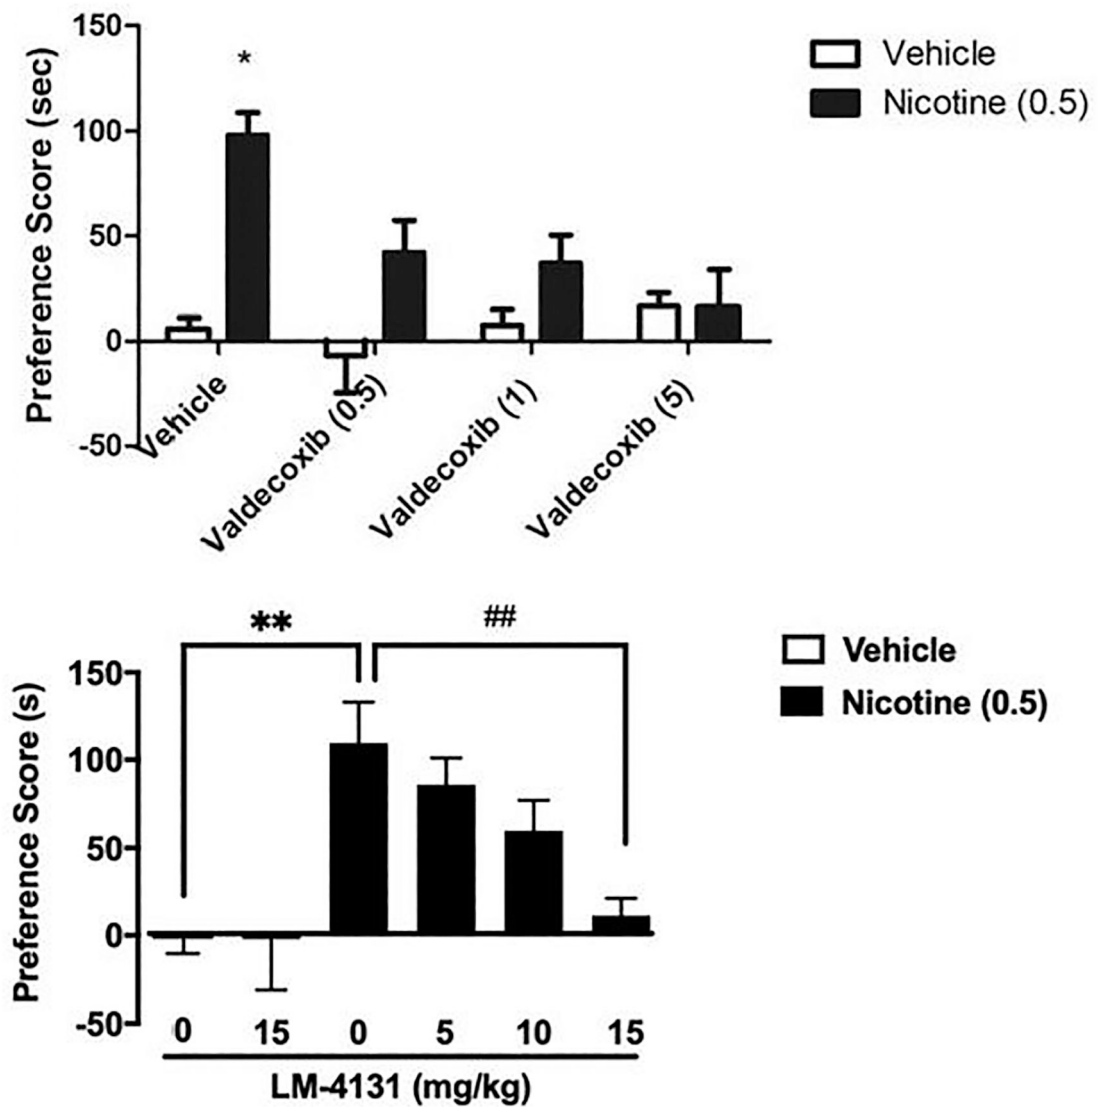 150
100
50
0
-50
Preference Score (sec)
*
Vehicle
Nicotine (0.5)
Vehicle
Valdecoxib (0.5)
Valdecoxib (1)
Valdecoxib (5)
**
##
150
100
50
0
-50
Preference Score (s)
Vehicle
Nicotine (0.5)
0 15 0 5 10 15
LM-4131 (mg/kg)